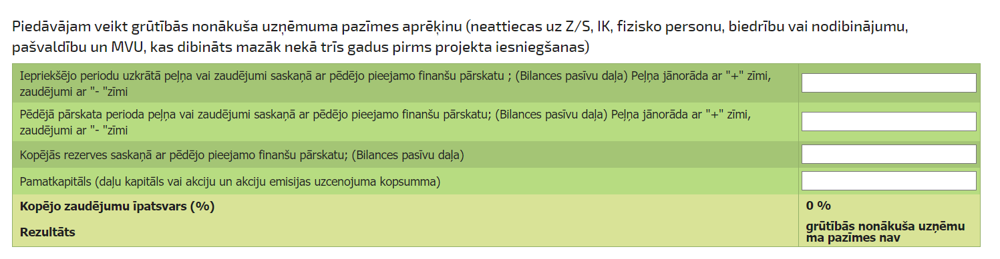 Piedāvājam veikt grūtībās nonākuša uzņēmuma pazīmes aprēķinu (neattiecas uz Z/S, IK, fizisko personu, biedrību vai nodibinājumu,
pašvaldību un MVU, kas dibināts mazāk nekā trīs gadus pirms projekta iesniegšanas)
Iepriekšējo periodu uzkrātā peļņa vai zaudējumi saskaņā ar pēdējo pieejamo finanšu pārskatu ; (Bilances pasīvu daļa) Peļņa jānorāda ar "+" zīmi,
zaudējumi ar "- "zīmi
Pēdējā pārskata perioda peļņa vai zaudējumi saskaņā ar pēdējo pieejamo finanšu pārskatu; (Bilances pasīvu daļa) Peļņa jānorāda ar "+" zīmi,
zaudējumi ar "- "zīmi
Kopējās rezerves saskaņā ar pēdējo pieejamo finanšu pārskatu; (Bilances pasīvu daļa)
Pamatkapitāls (daļu kapitāls vai akciju un akciju emisijas uzcenojuma kopsumma)
Kopējo zaudējumu īpatsvars (%)
0 %
Rezultāts
grūtībās nonākuša uzņēmu
ma pazīmes nav